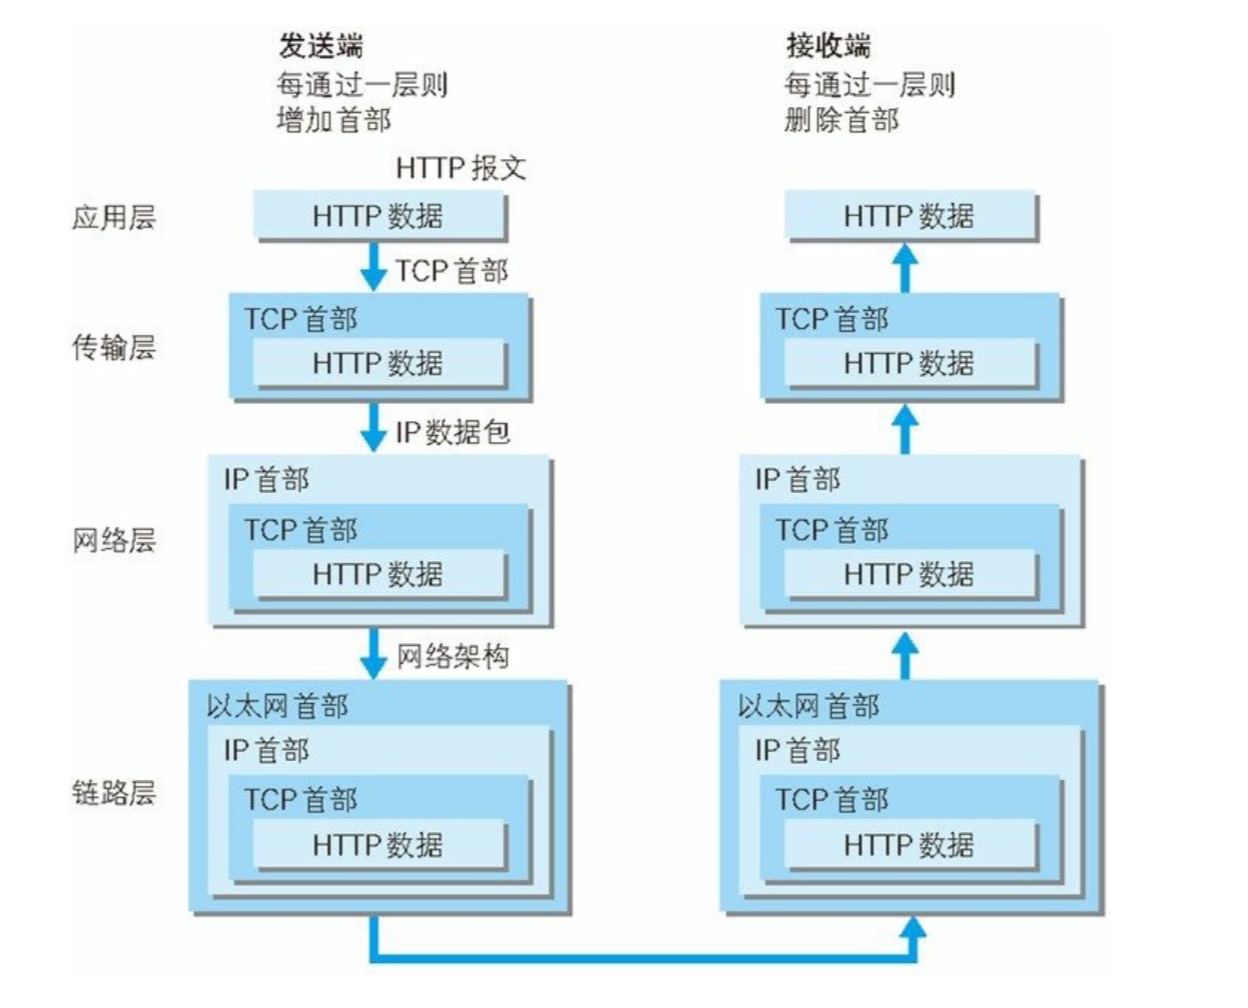 发送端
每通过一层则
增加首部
接收端
每通过一层则
删除首部
HTTP 报文
应用层
HTTP 数据
HTTP 数据
TCP 首部
传输层
TCP 首部
HTTP 数据
TCP 首部
HTTP 数据
IP 数据包
网络层
IP 首部
TCP 首部
HTTP 数据
IP 首部
TCP 首部
HTTP 数据
网络架构
链路层
以太网首部
IP 首部
TCP 首部
HTTP 数据
以太网首部
IP 首部
TCP 首部
HTTP 数据